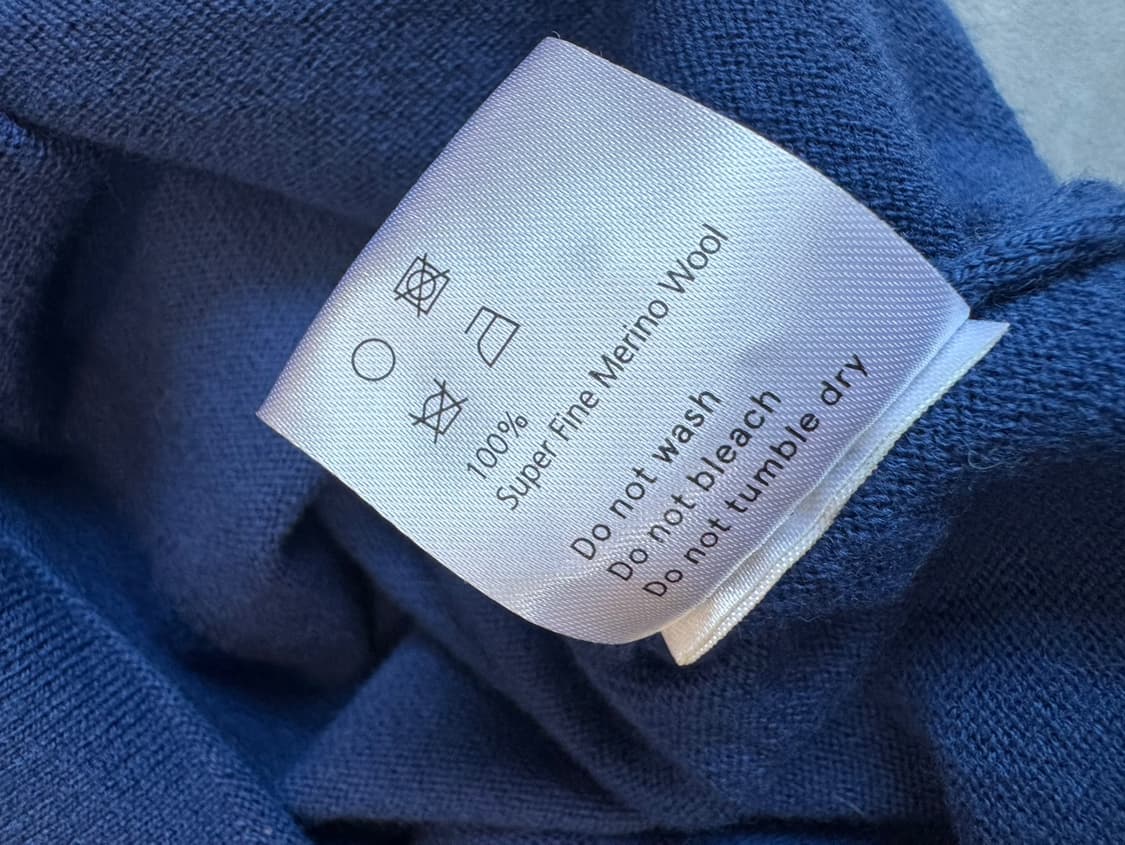 100%
Super Fine Merino Wool
Do not wash
Do not bleach
Do not tumble dry